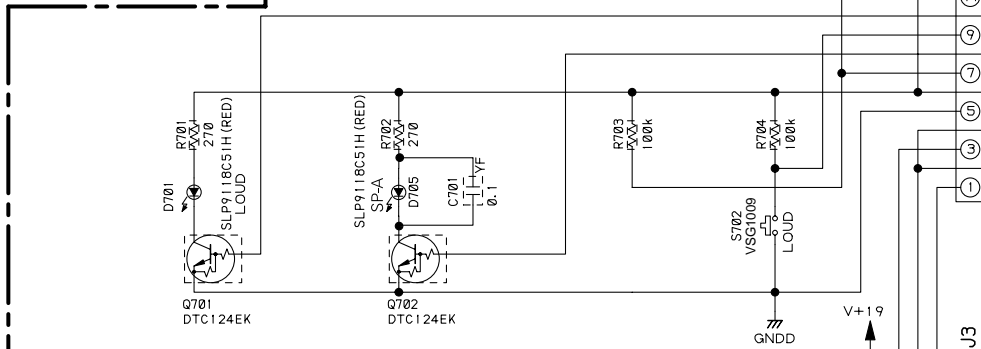 9
7
5
3
1
R701
270
D701
SLP9118C51H(RED)
LOUD
Q701
DTC124EK
SLP9118C51H(RED)
SP-A
R702
270
D705
C701
YF
0.1
Q702
DTC124EK
R703
100k
R704
100k
S702
VSG1009
LOUD
GNDD
V+19
J3